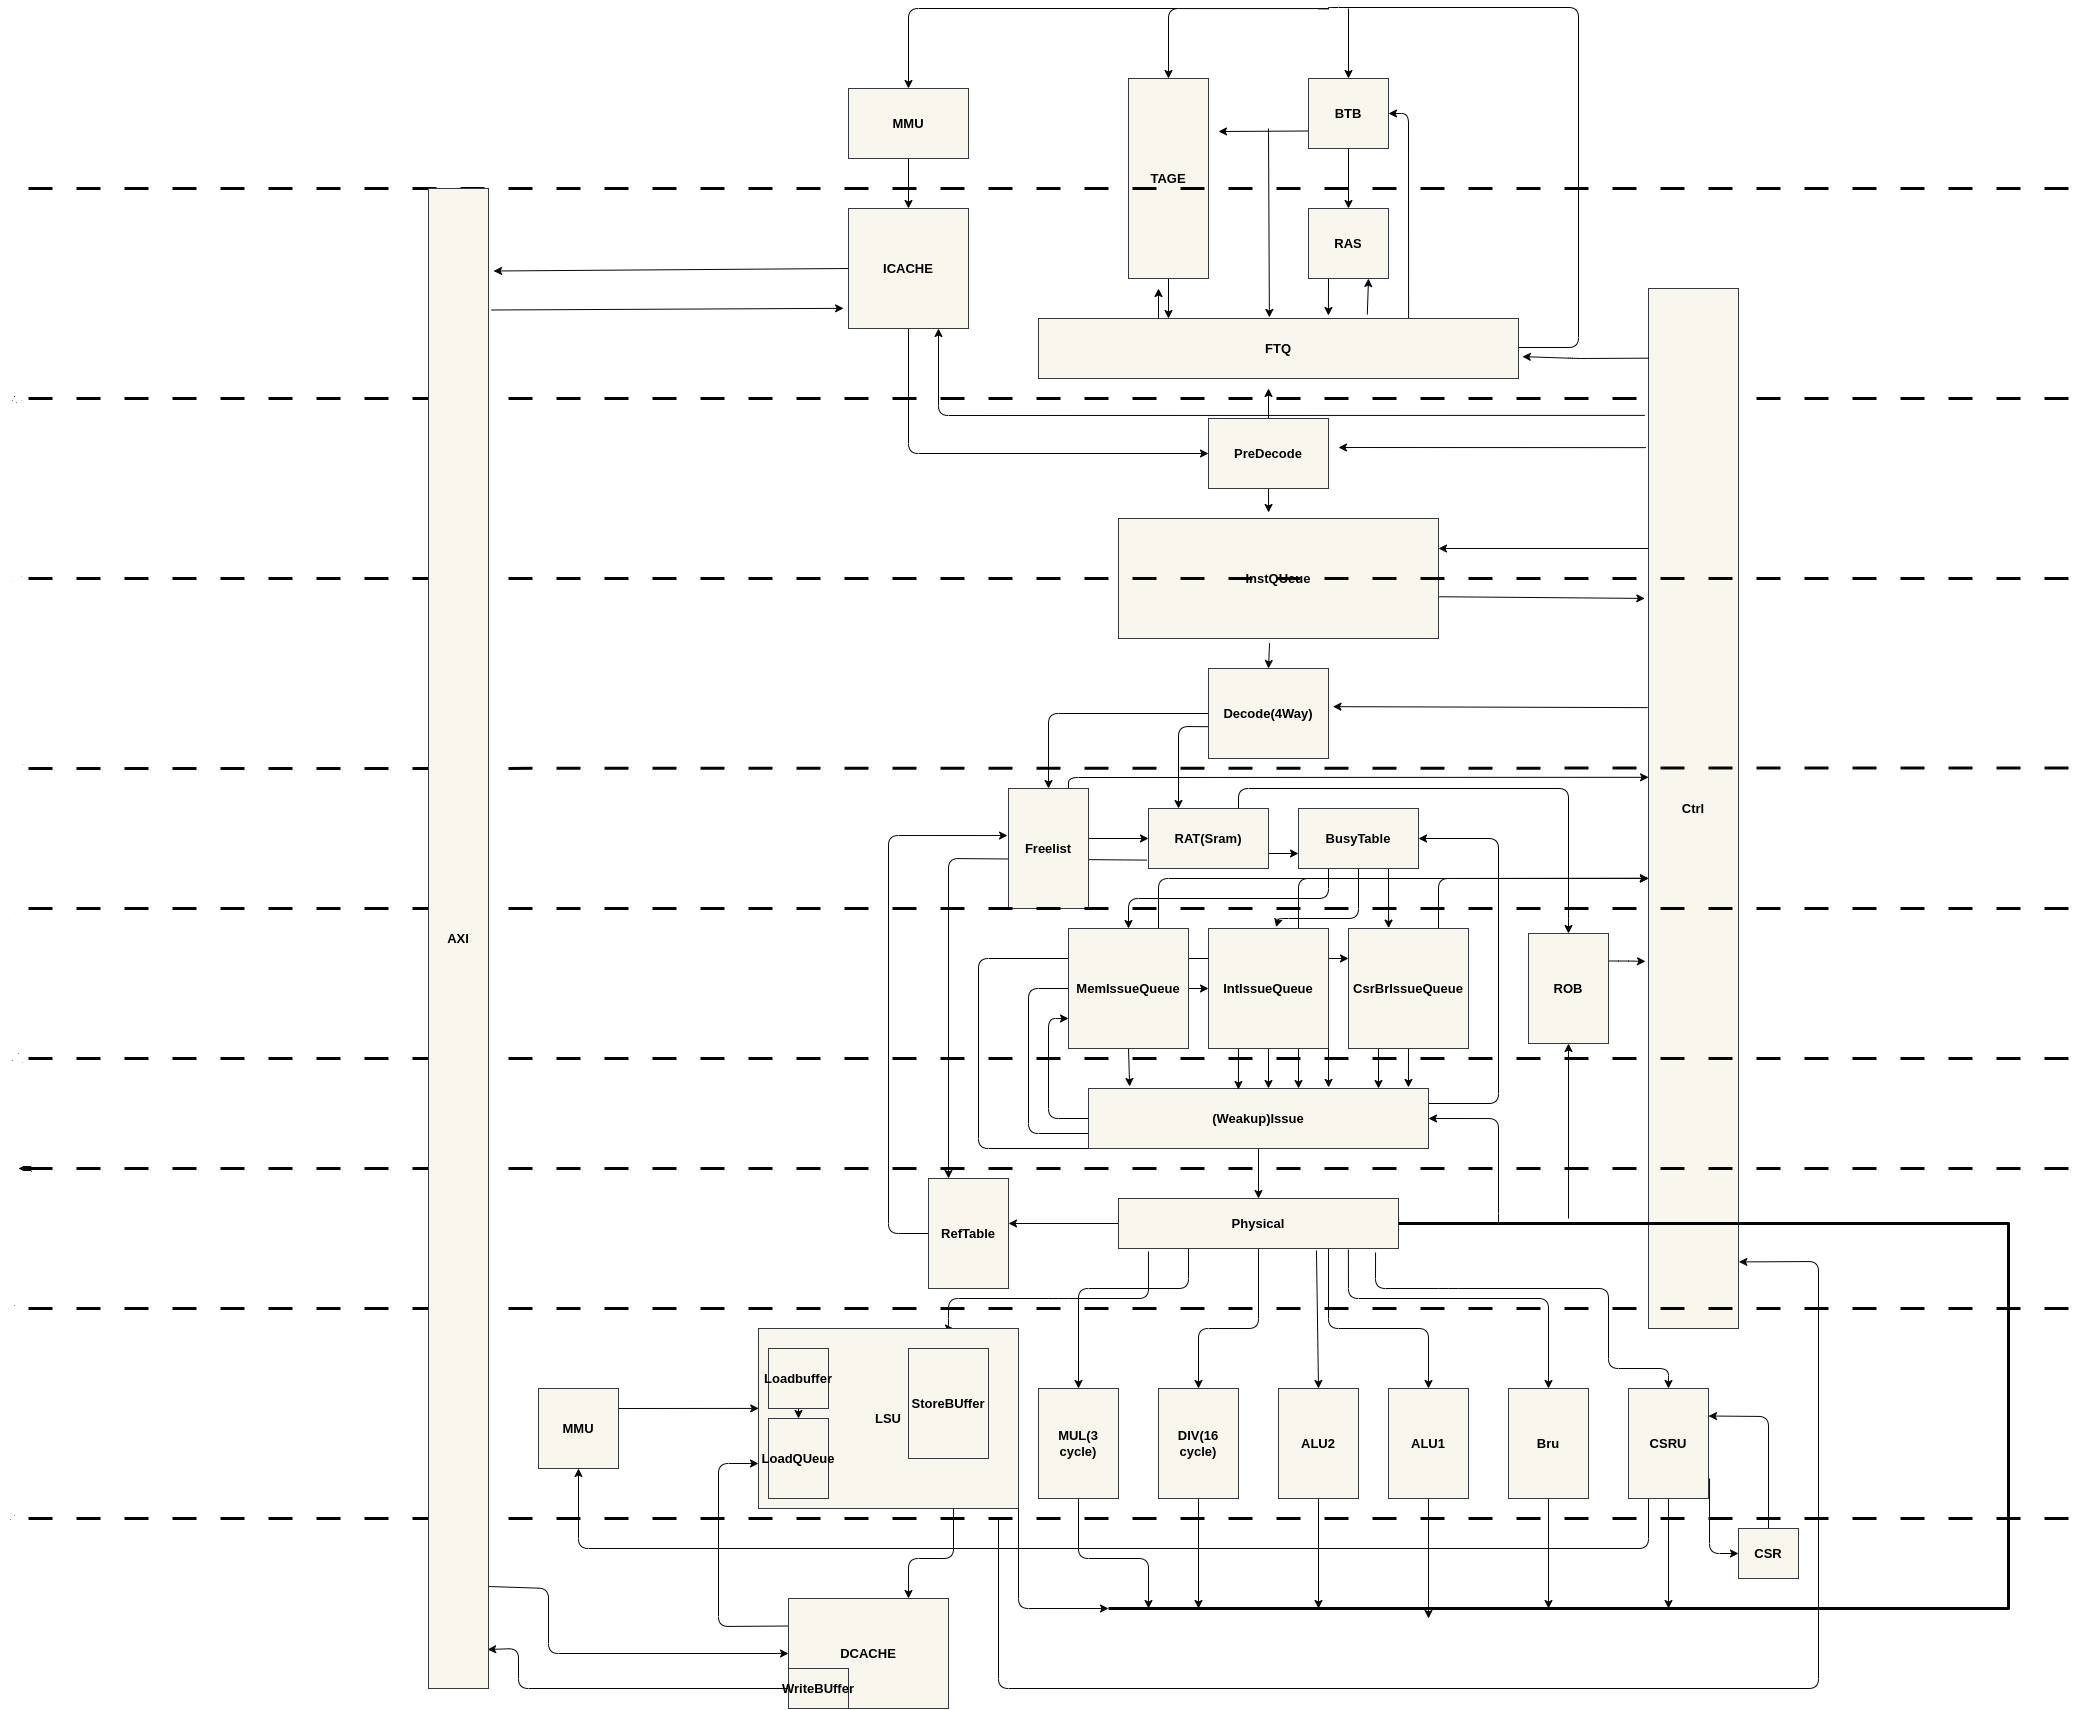 MMU
BTB
TAGE
RAS
ICACHE
FTQ
PreDecode
InstQUeue
Decode(4Way)
Ctrl
Freelist
RAT(Sram)
BusyTable
AXI
MemIssueQueue
IntIssueQueue
CsrBrIssueQueue
ROB
(Weakup)Issue
Physical
RefTable
Loadbuffer
StoreBUffer
LSU
MMU
LoadQUeue
MUL(3
cycle)
DIV(16
cycle)
ALU2
ALU1
Bru
CSRU
CSR
DCACHE
WriteBUffer